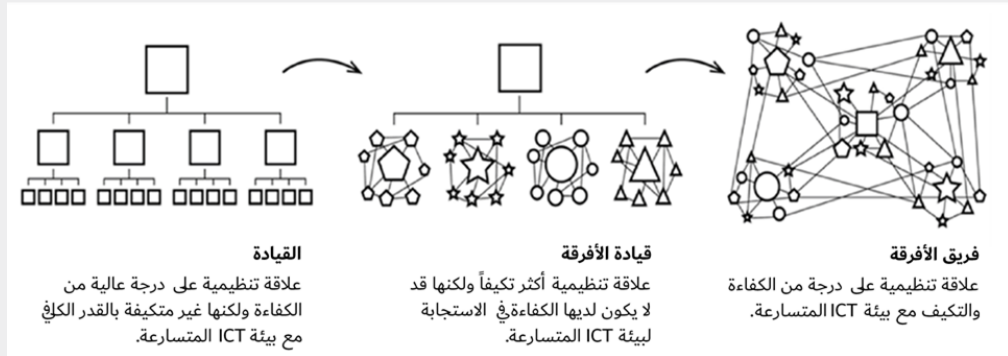 القيادة
علاقة تنظيمية على درجة عالية من
الكفاءة ولكنها غير متكيفة بالقدر الكافي
مع بيئة ICT المتسارعة.
قيادة الأفرقة
علاقة تنظيمية أكثر تكيفاً ولكنها قد
لا يكون لديها الكفاءة في الاستجابة
لبيئة ICT المتسارعة.
فريق الأفرقة
علاقة تنظيمية على درجة من الكفاءة
والتكيف مع بيئة ICT المتسارعة.